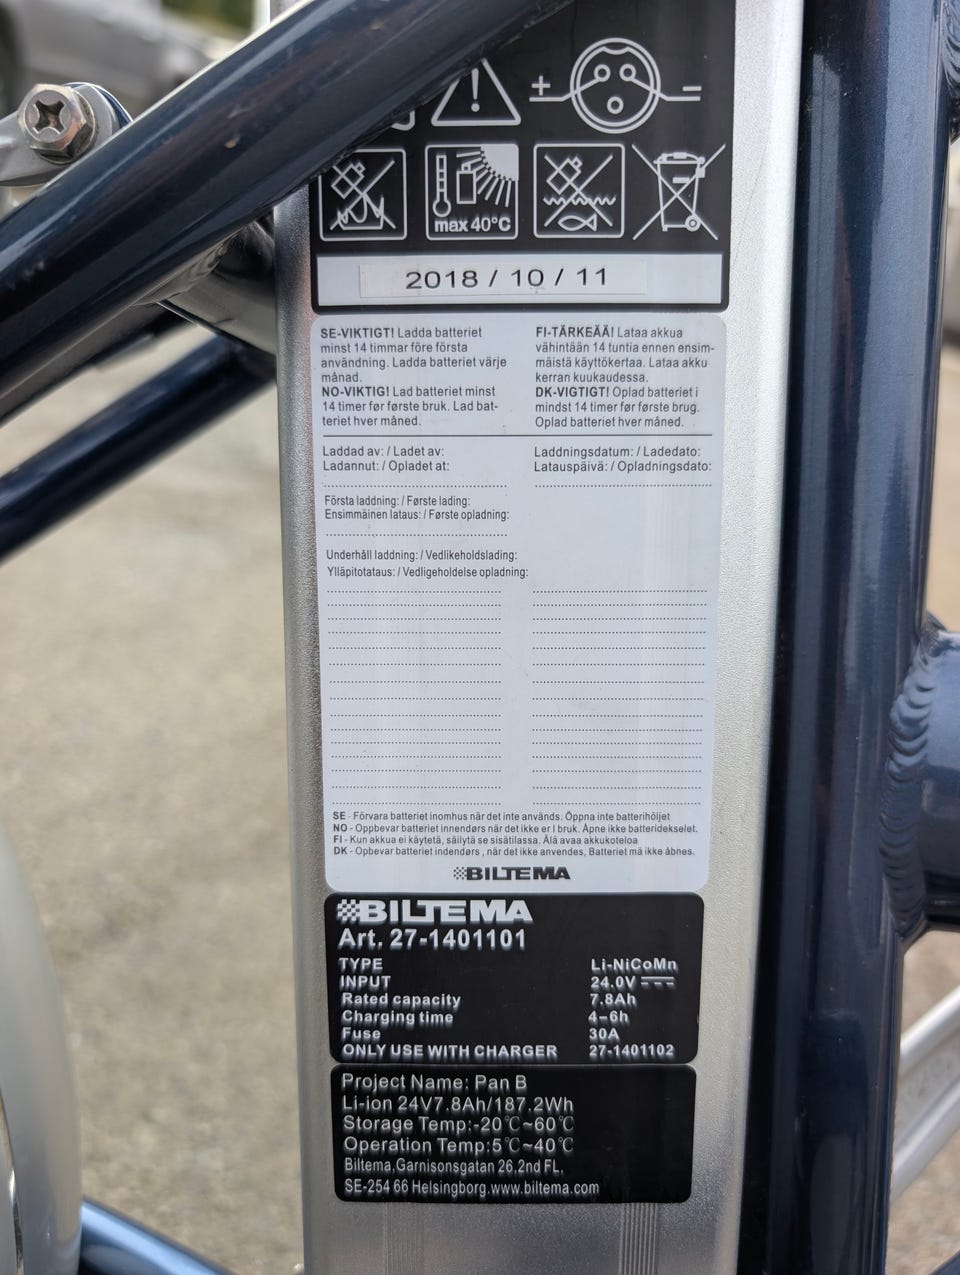 + −
max 40°C
2018 / 10 / 11
SE-VIKTIGT! Ladda batteriet
minst 14 timmar före första
användning. Ladda batteriet värje
månad.
NO-VIKTIG! Lad batteriet minst
14 timer før første bruk. Lad bat-
teriet hver måned.
FI-TÄRKEÄÄ! Lataa akkua
vähintään 14 tuntia ennen ensim-
mäistä käyttökertaa. Lataa akku
kerran kuukaudessa.
DK-VIGTIGT! Oplad batteriet i
mindst 14 timer før første brug.
Oplad batteriet hver måned.
Laddad av: / Ladet av:
Ladannut: / Opladet at:
Laddningsdatum: / Ladedato:
Latauspäivä: / Opladningsdato:
Första laddning: / Første lading:
Ensimmäinen lataus: / Første opladning:
Underhåll laddning: / Vedlikeholdslading:
Ylläpitotataus: / Vedligeholdelse opladning:
SE - Förvara batteriet inomhus när det inte används. Öppna inte batterihöljet
NO - Oppbevar batteriet innendørs når det ikke er I bruk. Åpne ikke batteridekselet.
FI - Kun akkua ei käytetä, säilytä se sisätilassa. Älä avaa akkukoteloa
DK - Opbevar batteriet indendørs , når det ikke anvendes, Batteriet må ikke åbnes.
BILTEMA
BILTEMA
Art. 27-1401101
TYPE Li-NiCoMn
INPUT 24.0V
Rated capacity 7.8Ah
Charging time 4-6h
Fuse 30A
ONLY USE WITH CHARGER 27-1401102
Project Name: Pan B
Li-ion 24V7.8Ah/187.2Wh
Storage Temp:-20℃~60℃
Operation Temp:5℃~40℃
Biltema,Garnisonsgatan 26,2nd FL,
SE-254 66 Helsingborg.www.biltema.com